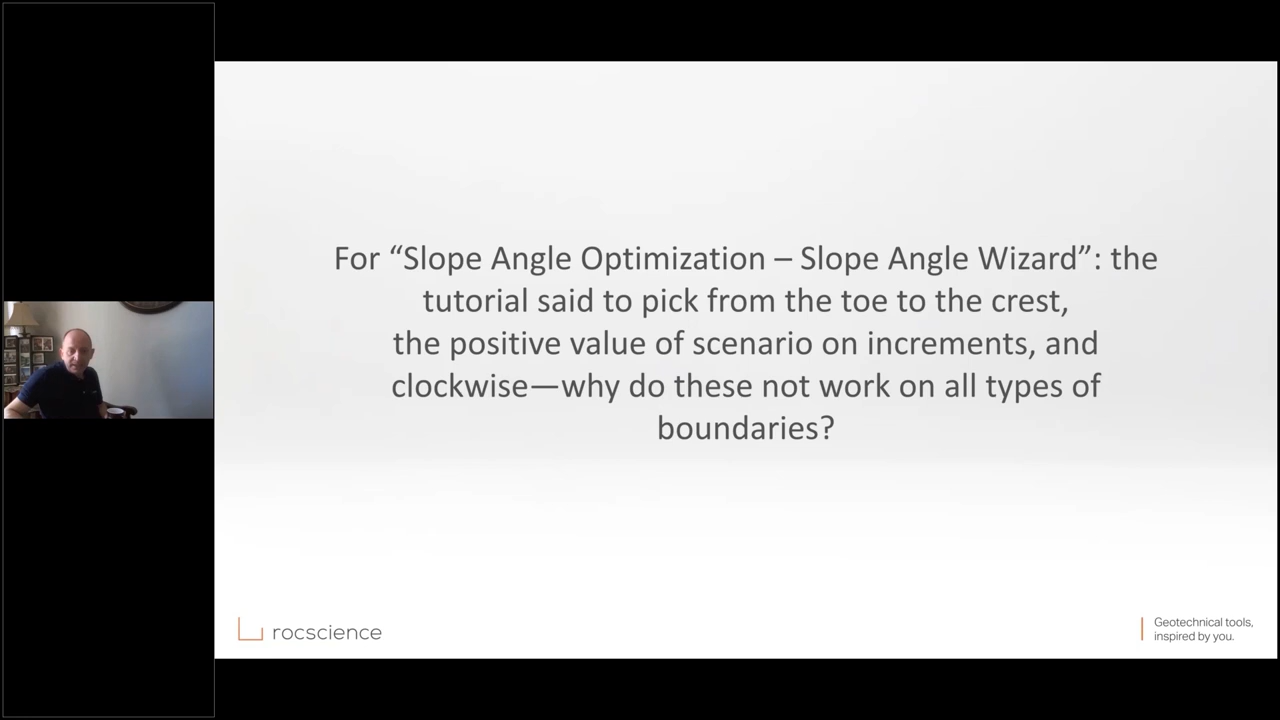 For “Slope Angle Optimization – Slope Angle Wizard”: the
tutorial said to pick from the toe to the crest,
the positive value of scenario on increments, and
clockwise—why do these not work on all types of
boundaries?
rocscience
Geotechnical tools,
inspired by you.